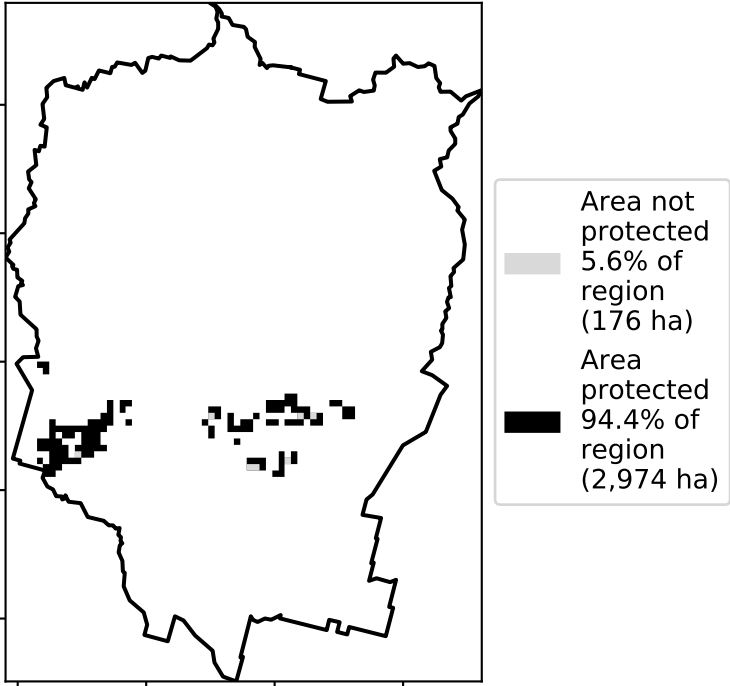 Area not
protected
5.6% of
region
(176 ha)
Area
protected
94.4% of
region
(2,974 ha)